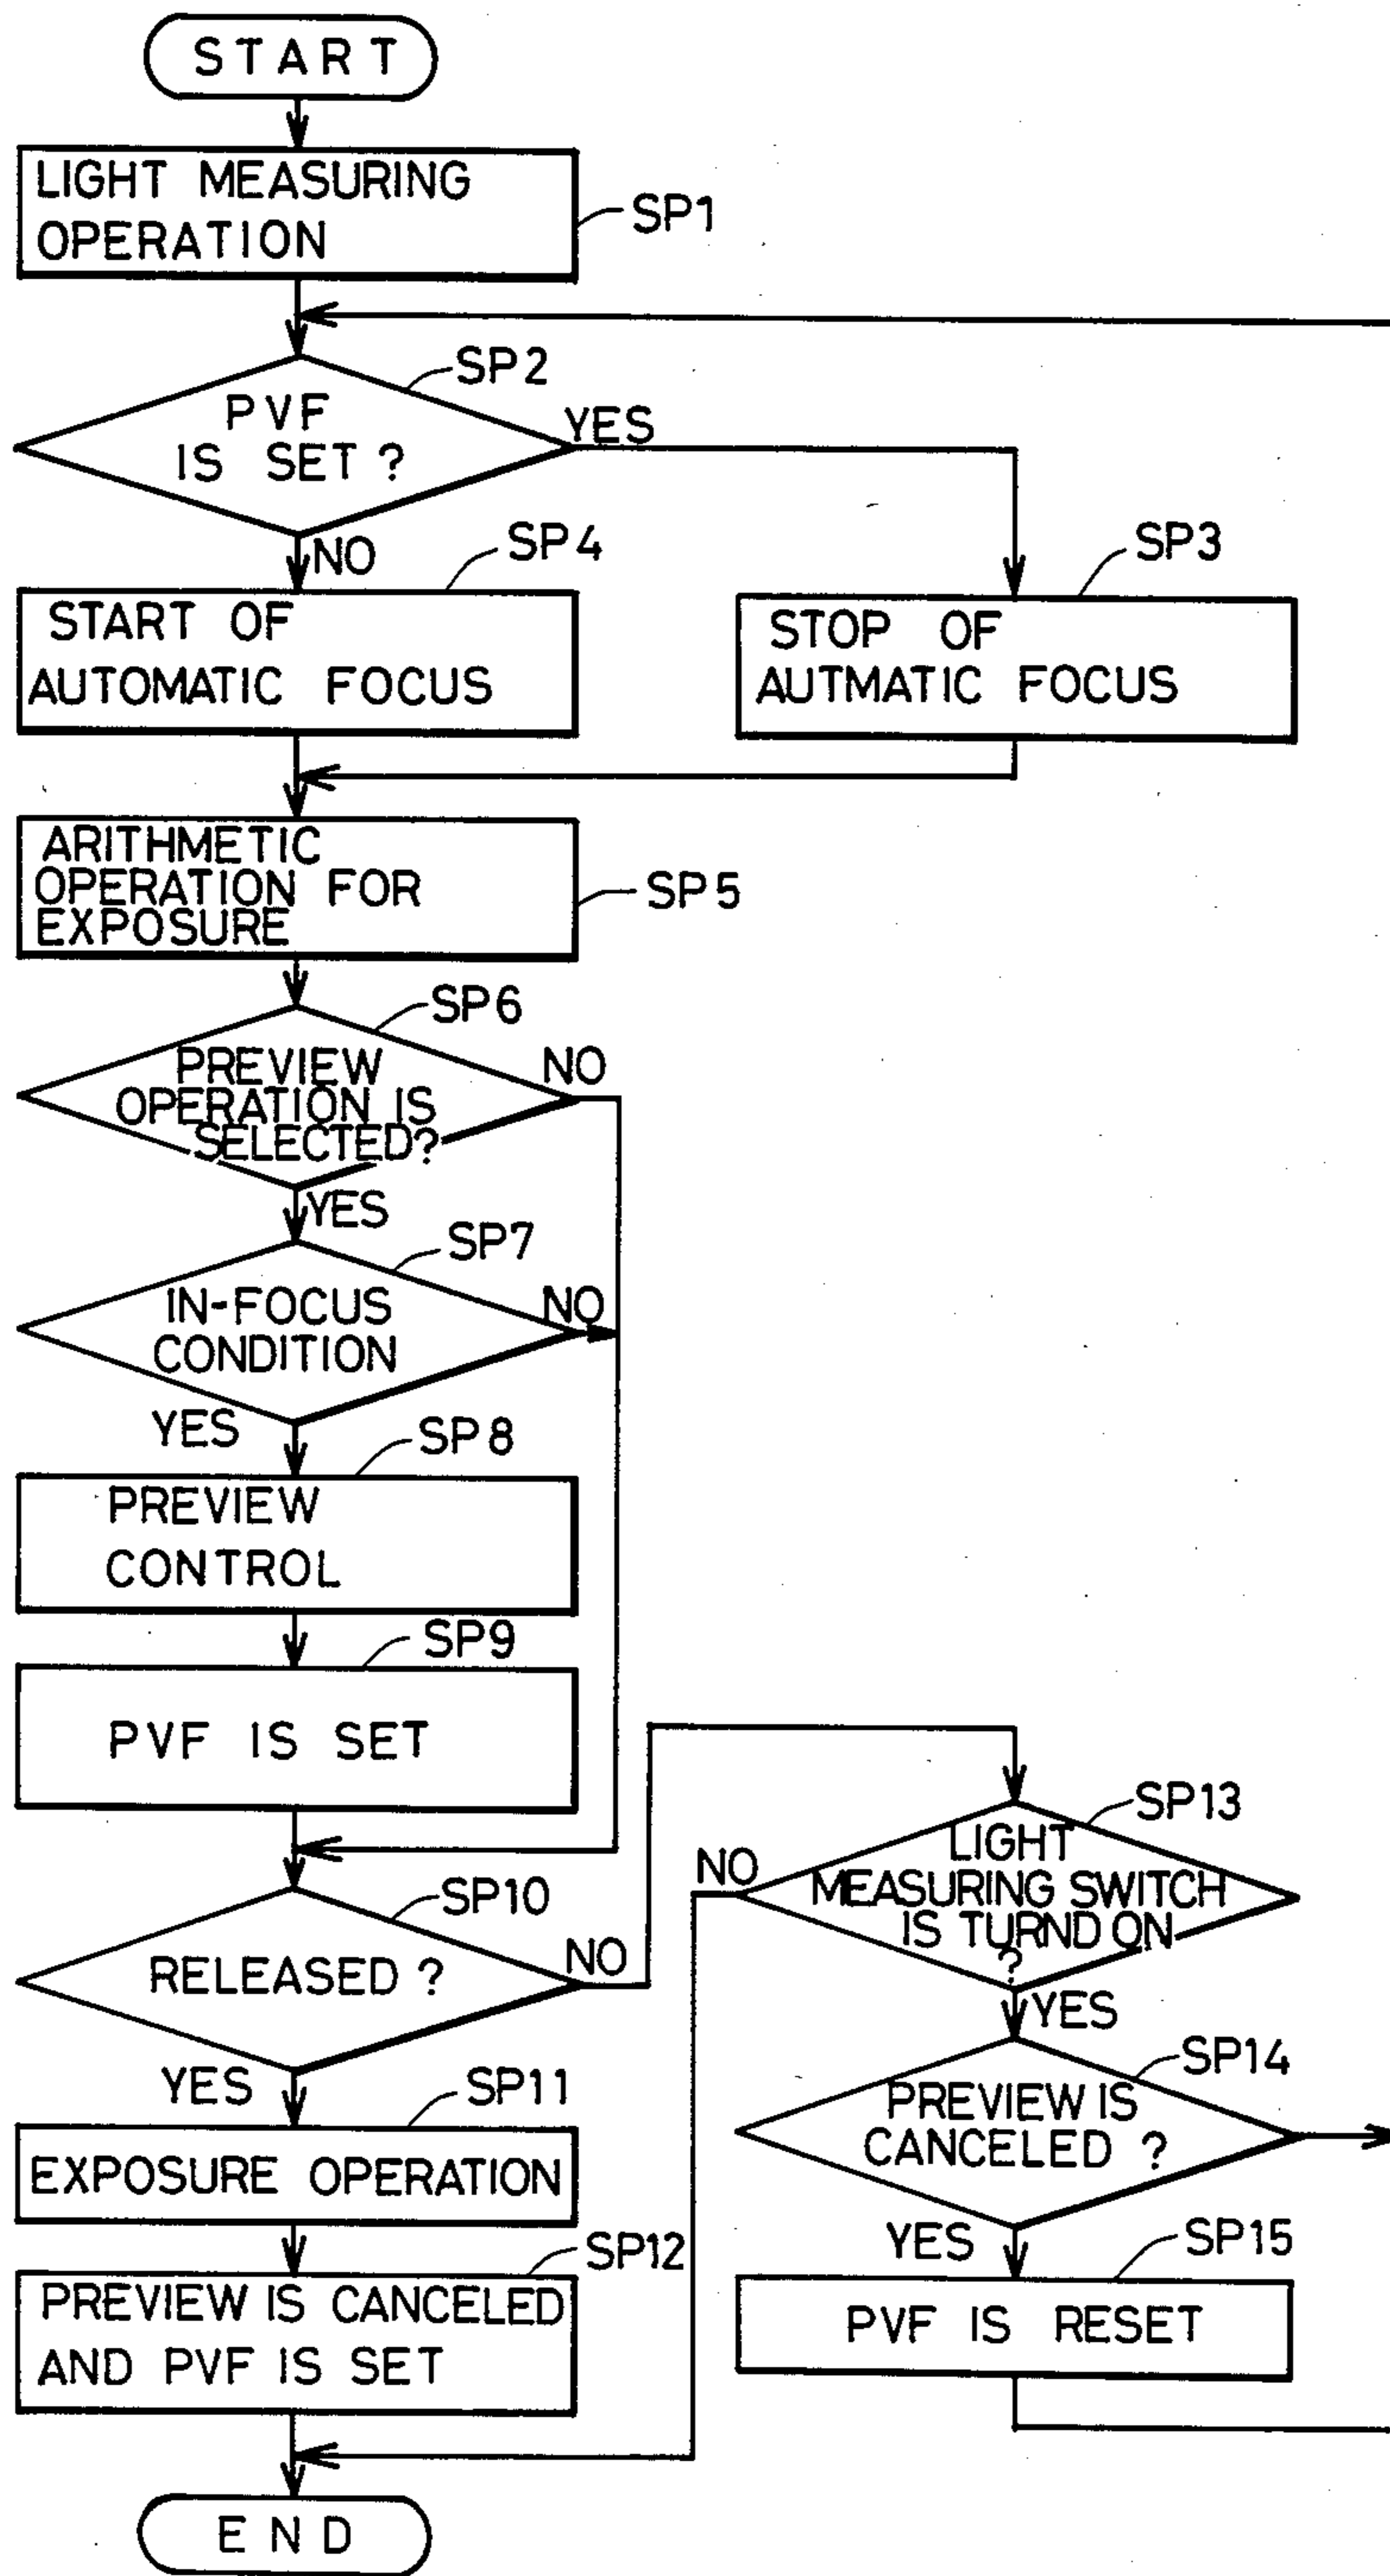 START
LIGHT MEASURING
OPERATION
SP1
SP2
PVF
IS SET ?
YES
NO
SP4
START OF
AUTOMATIC FOCUS
SP3
STOP OF
AUTMATIC FOCUS
ARITHMETIC
OPERATION FOR
EXPOSURE
SP5
SP6
PREVIEW
OPERATION IS
SELECTED?
NO
YES
SP7
IN-FOCUS
CONDITION
NO
YES
SP8
PREVIEW
CONTROL
SP9
PVF IS SET
SP10
RELEASED ?
NO
YES
SP11
EXPOSURE OPERATION
SP12
PREVIEW IS CANCELED
AND PVF IS SET
SP13
LIGHT
MEASURING SWITCH
IS TURND ON
?
NO
YES
SP14
PREVIEW IS
CANCELED ?
YES
SP15
PVF IS RESET
END